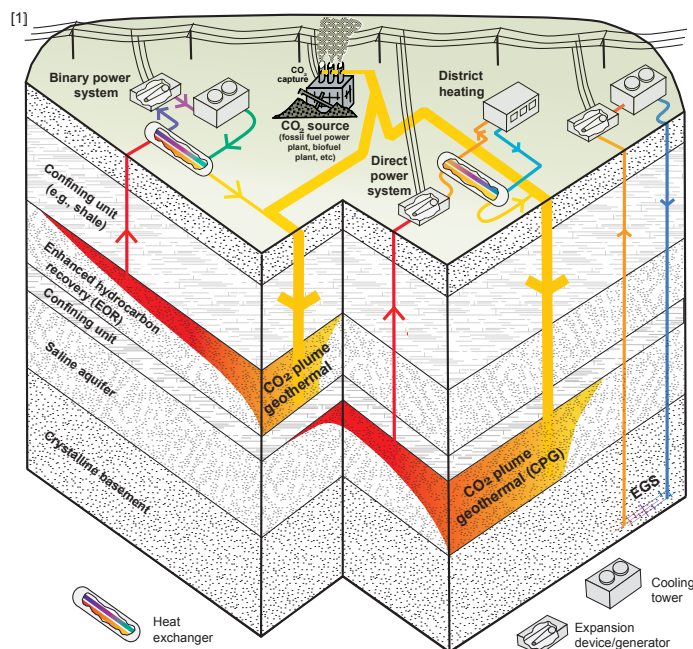 [1]
Binary power
system
CO₂
capture
CO₂ source
(fossil fuel power
plant, biofuel
plant, etc)
District
heating
Direct
power
system
Confining unit
(e.g., shale)
Enhanced hydrocarbon
recovery (EOR)
Confining unit
Saline aquifer
Crystalline basement
CO₂ plume
geothermal
CO₂ plume
geothermal (CPG)
EGS
Heat
exchanger
Cooling
tower
Expansion
device/generator